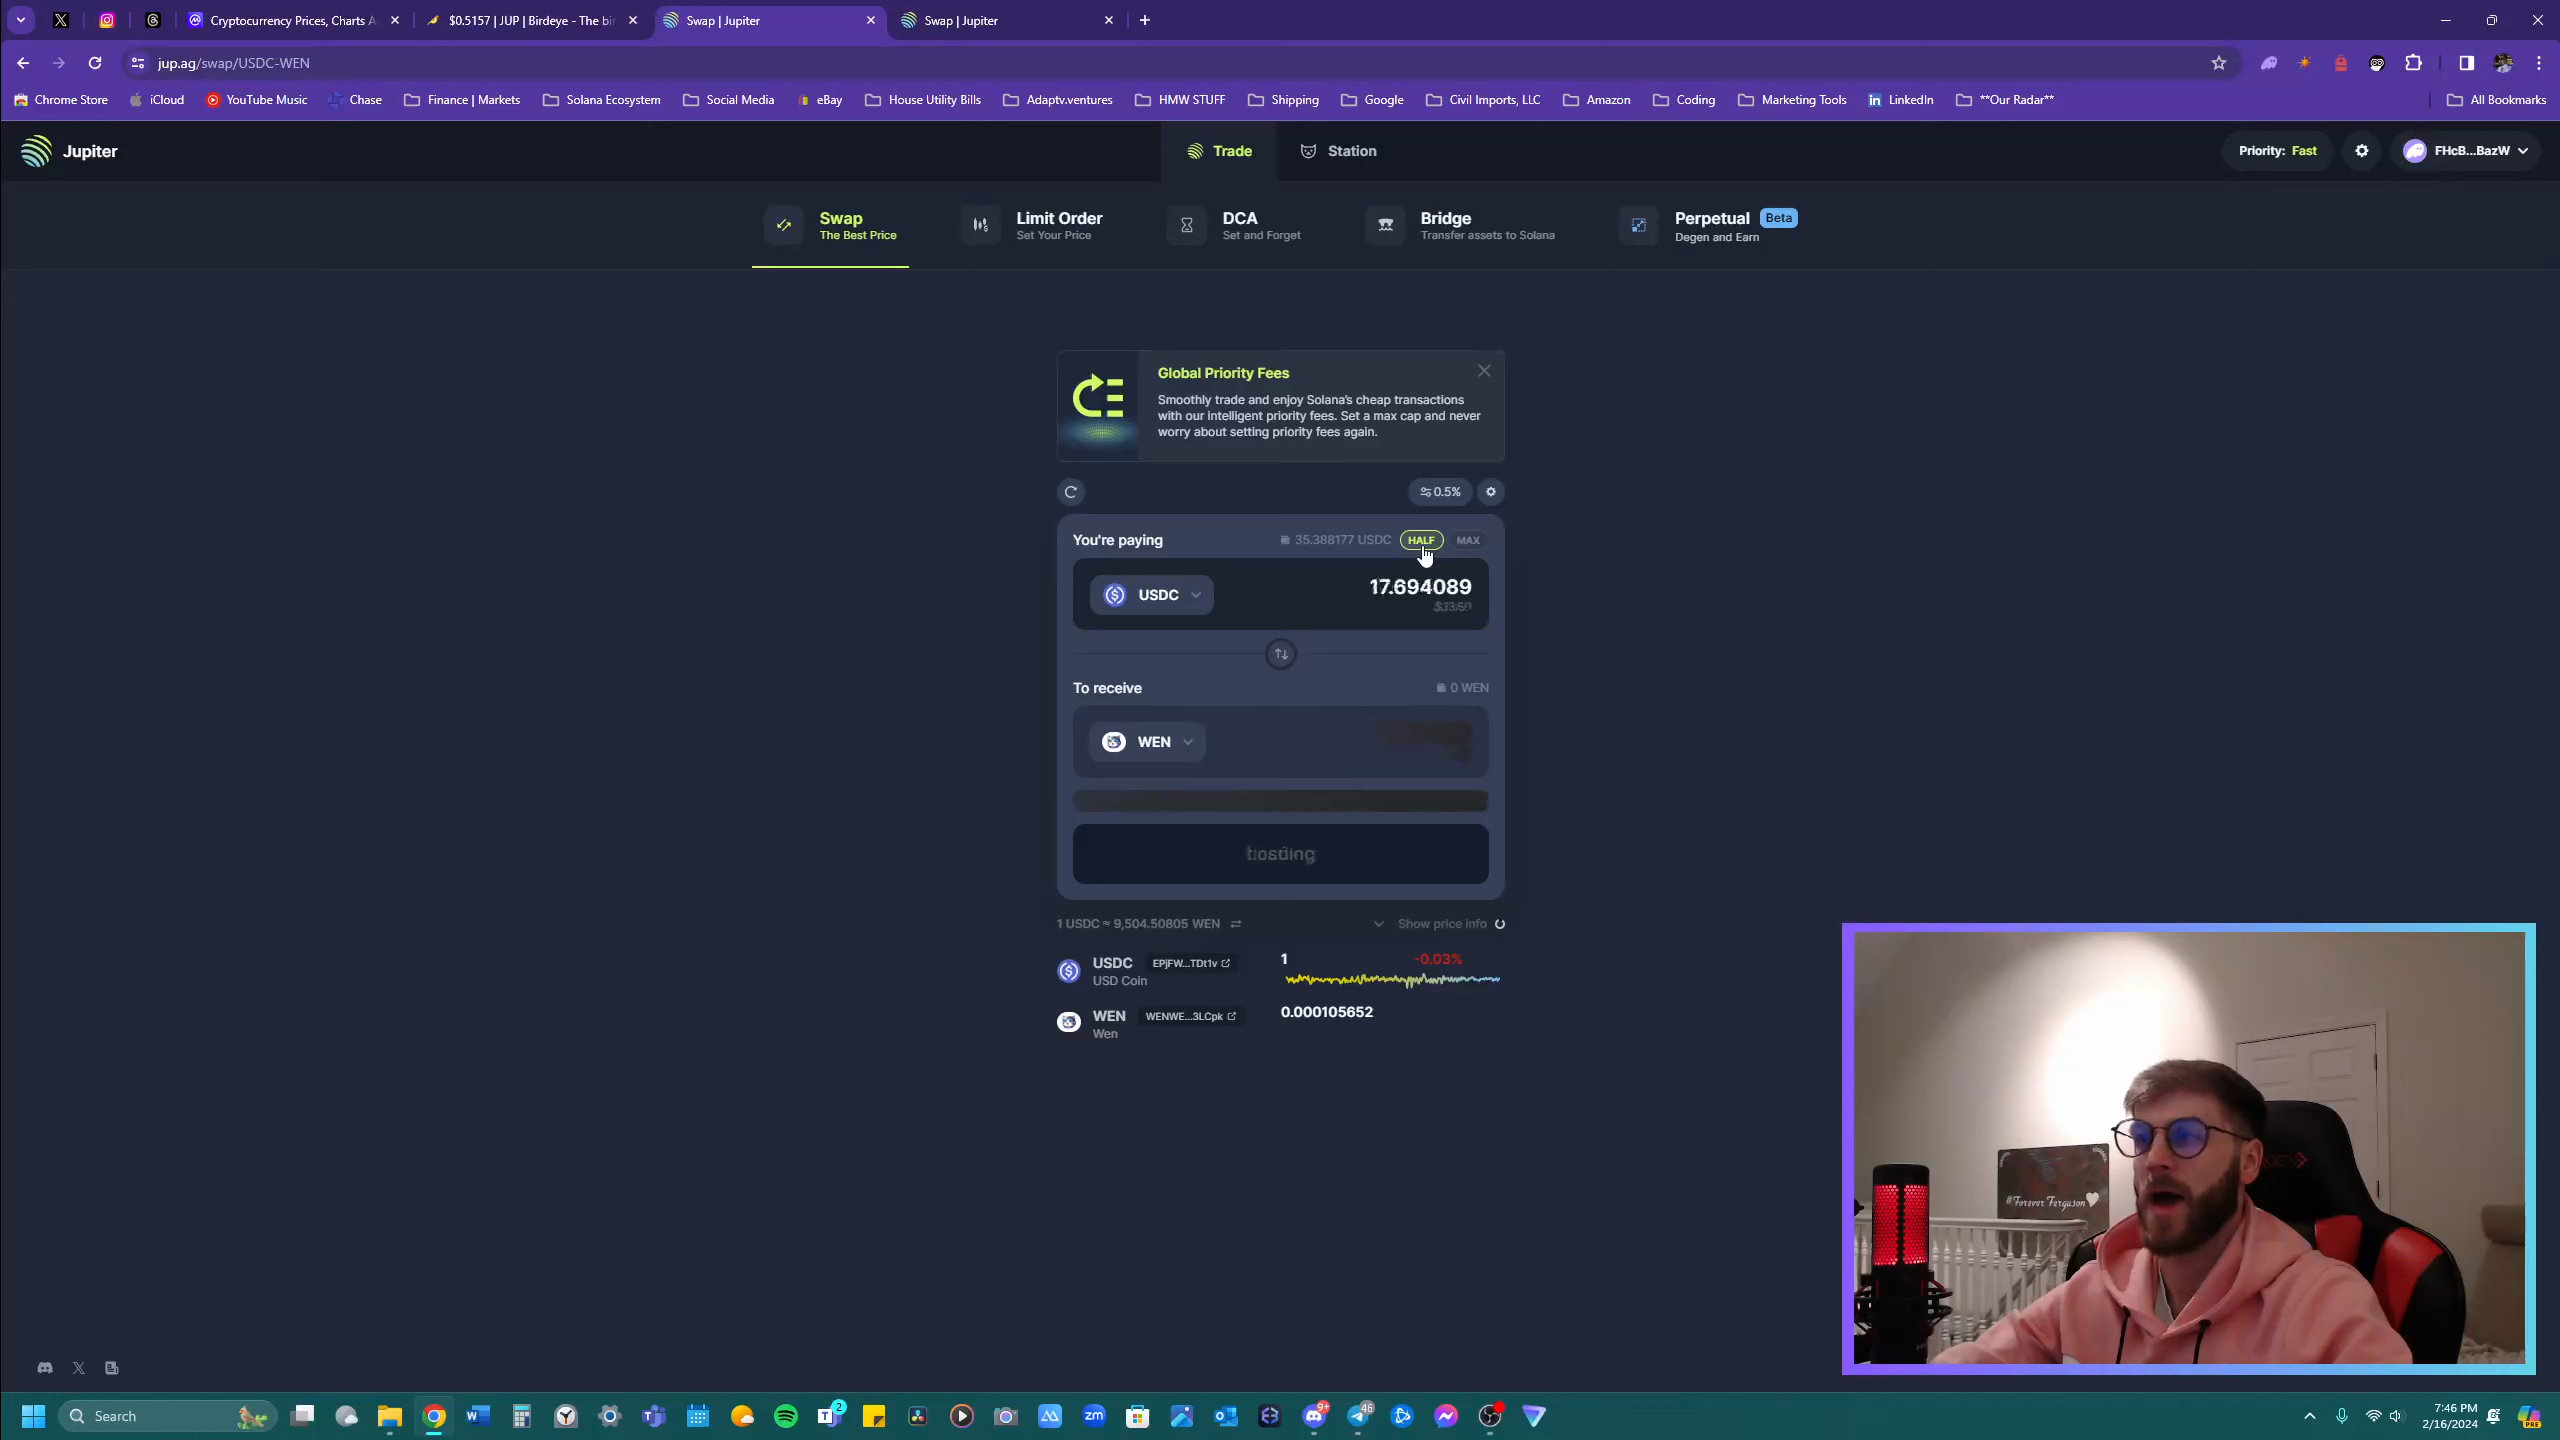 Cryptocurrency Prices, Charts A
$0.5157 | JUP | Birdeye - The bi
Swap | Jupiter
Swap | Jupiter
jup.ag/swap/USDC-WEN
Chrome Store
iCloud
YouTube Music
Chase
Finance | Markets
Solana Ecosystem
Social Media
eBay
House Utility Bills
Adaptv.ventures
HMW STUFF
Shipping
Google
Civil Imports, LLC
Amazon
Coding
Marketing Tools
LinkedIn
**Our Radar**
All Bookmarks
Jupiter
Trade
Station
Priority: Fast
FHcB...BazW
Swap
The Best Price
Limit Order
Set Your Price
DCA
Set and Forget
Bridge
Transfer assets to Solana
Perpetual Beta
Degen and Earn
Global Priority Fees
Smoothly trade and enjoy Solana's cheap transactions
with our intelligent priority fees. Set a max cap and never
worry about setting priority fees again.
0.5%
You're paying
35.388177 USDC
HALF
MAX
USDC
17.694089
To receive
0 WEN
WEN
1 USDC ≈ 9,504.50805 WEN
Show price info
USDC
EPjFW...TDt1v
USD Coin
1
-0.03%
WEN
WENWE...3LCpk
Wen
0.000105652
#Forever Ferguson
Search
2
zm
9+
46
7:46 PM
2/16/2024
PRE